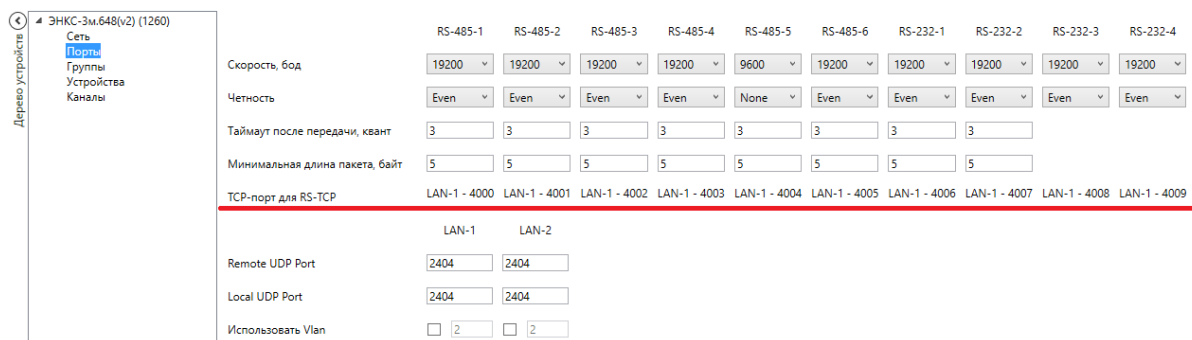 Дерево устройств
ЭНКС-3м.648(v2) (1260)
Сеть
Порты
Группы
Устройства
Каналы
RS-485-1 RS-485-2 RS-485-3 RS-485-4 RS-485-5 RS-485-6 RS-232-1 RS-232-2 RS-232-3 RS-232-4
Скорость, бод 19200 19200 19200 19200 9600 19200 19200 19200 19200 19200
Четность Even Even Even Even None Even Even Even Even Even
Таймаут после передачи, квант 3 3 3 3 3 3 3 3
Минимальная длина пакета, байт 5 5 5 5 5 5 5 5
TCP-порт для RS-TCP LAN-1 - 4000 LAN-1 - 4001 LAN-1 - 4002 LAN-1 - 4003 LAN-1 - 4004 LAN-1 - 4005 LAN-1 - 4006 LAN-1 - 4007 LAN-1 - 4008 LAN-1 - 4009
LAN-1 LAN-2
Remote UDP Port 2404 2404
Local UDP Port 2404 2404
Использовать Vlan 2 2